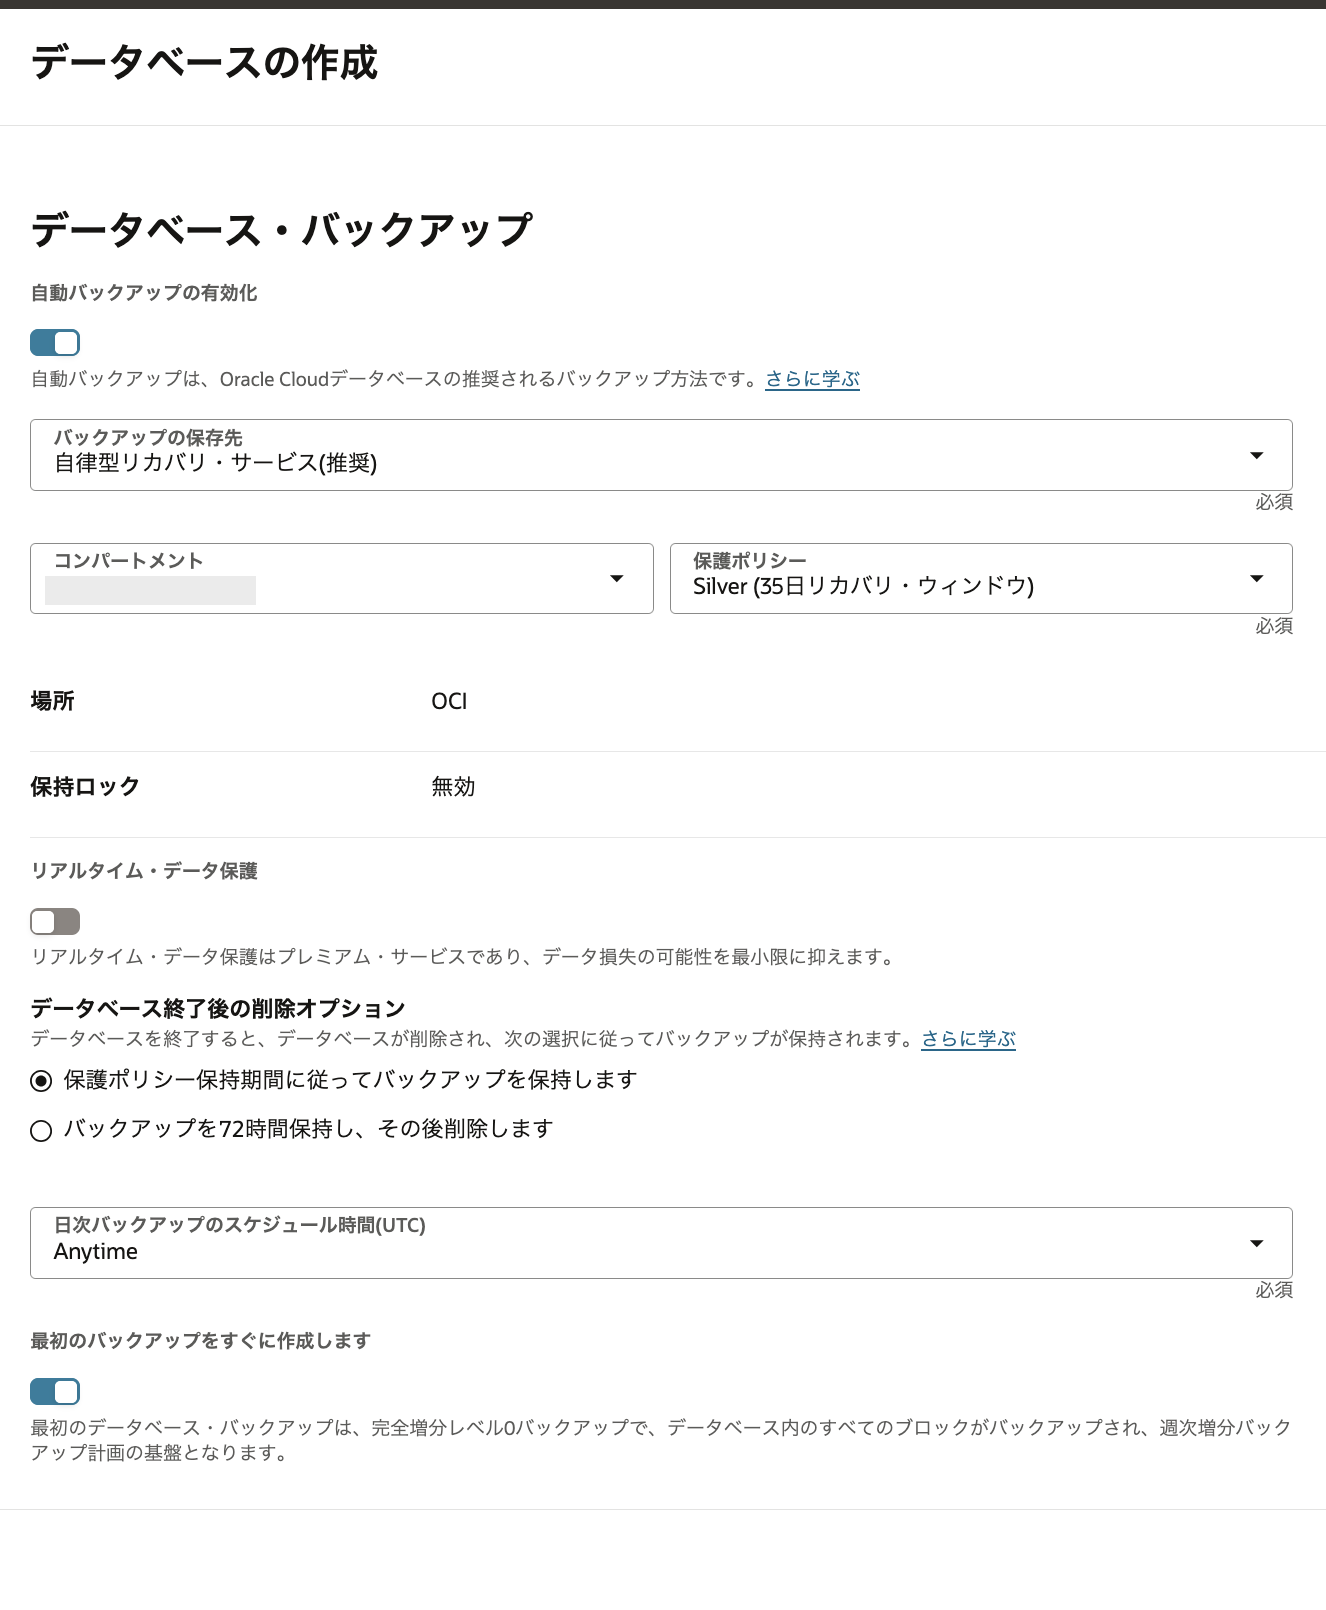 データベースの作成
データベース・バックアップ
自動バックアップの有効化
自動バックアップは、Oracle Cloudデータベースの推奨されるバックアップ方法です。さらに学ぶ
バックアップの保存先
自律型リカバリ・サービス(推奨)
必須
コンパートメント
保護ポリシー
Silver (35日リカバリ・ウィンドウ)
必須
場所 OCI
保持ロック 無効
リアルタイム・データ保護
リアルタイム・データ保護はプレミアム・サービスであり、データ損失の可能性を最小限に抑えます。
データベース終了後の削除オプション
データベースを終了すると、データベースが削除され、次の選択に従ってバックアップが保持されます。さらに学ぶ
保護ポリシー保持期間に従ってバックアップを保持します
バックアップを72時間保持し、その後削除します
日次バックアップのスケジュール時間(UTC)
Anytime
必須
最初のバックアップをすぐに作成します
最初のデータベース・バックアップは、完全増分レベル0バックアップで、データベース内のすべてのブロックがバックアップされ、週次増分バック
アップ計画の基盤となります。